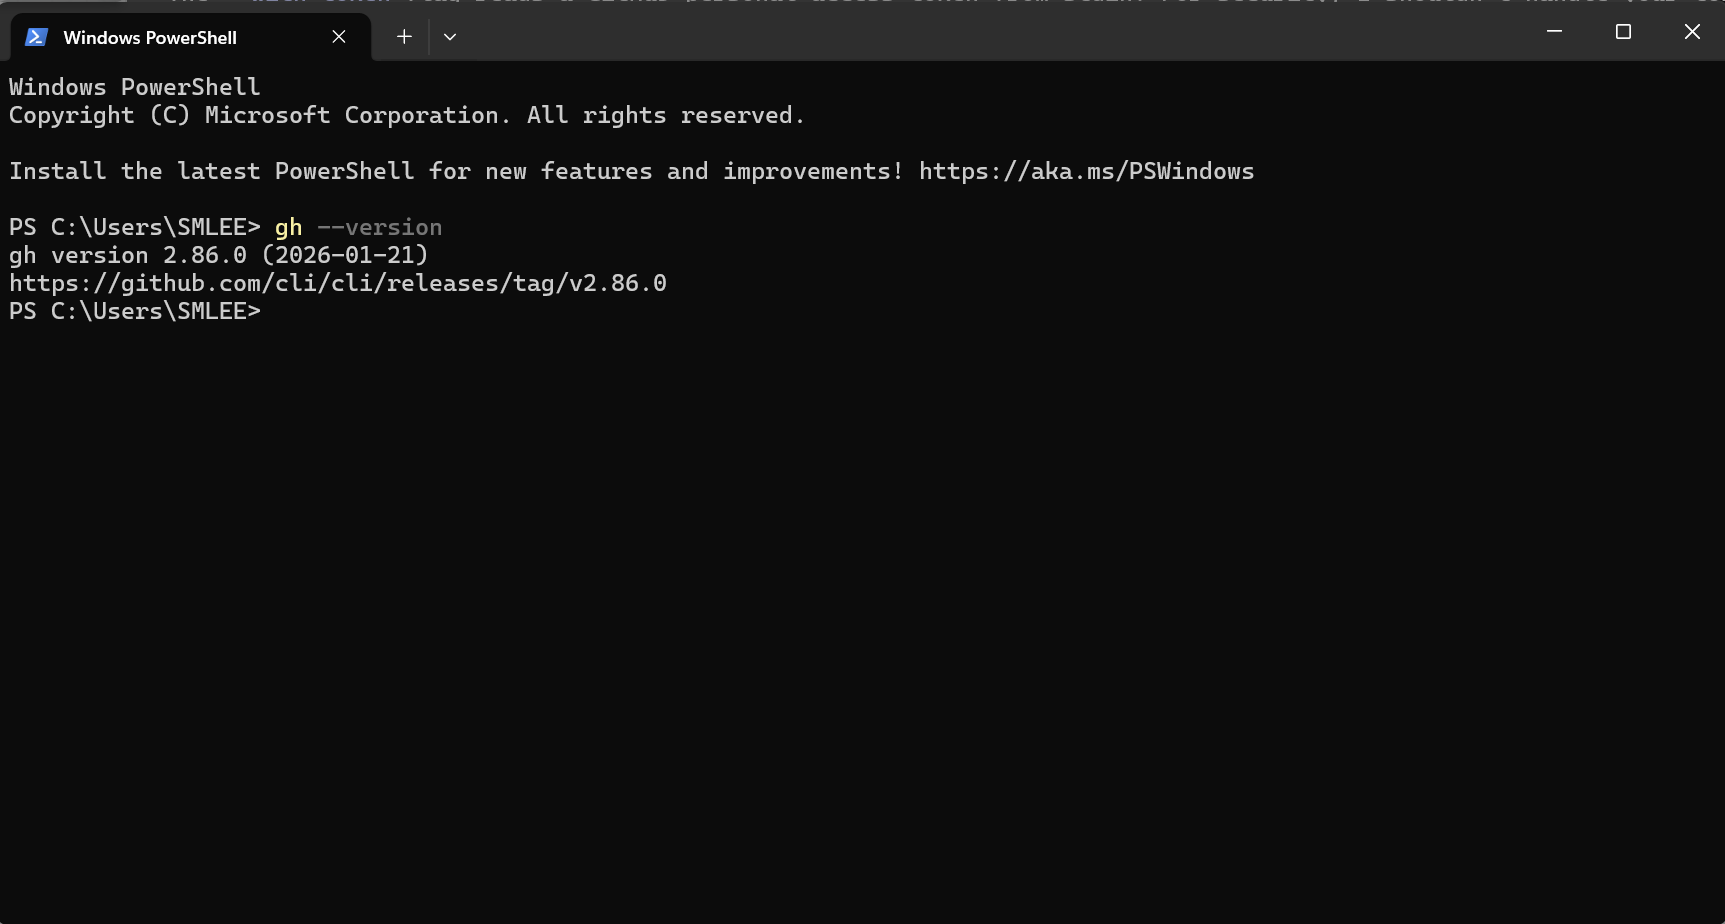 Windows PowerShell
Windows PowerShell
Copyright (C) Microsoft Corporation. All rights reserved.
Install the latest PowerShell for new features and improvements! https://aka.ms/PSWindows
PS C:\Users\SMLEE> gh --version
gh version 2.86.0 (2026-01-21)
https://github.com/cli/cli/releases/tag/v2.86.0
PS C:\Users\SMLEE>